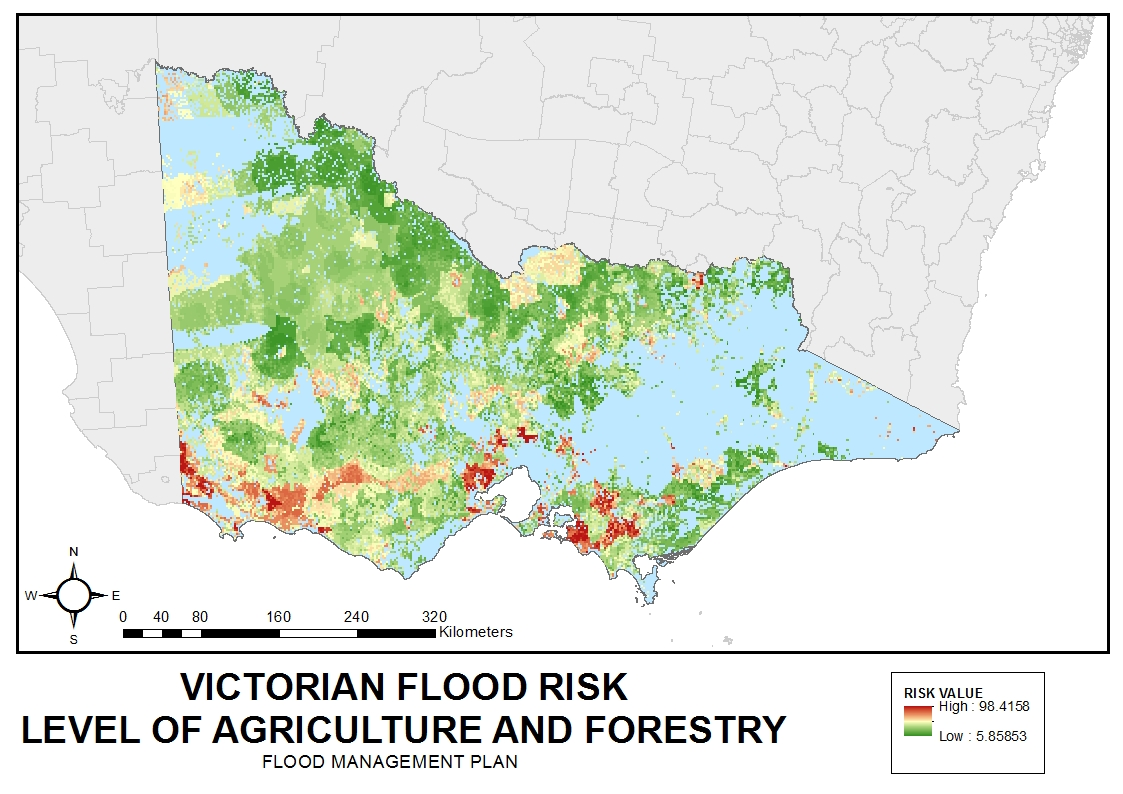 N
W E
S
0 40 80 160 240 320
Kilometers
VICTORIAN FLOOD RISK
LEVEL OF AGRICULTURE AND FORESTRY
FLOOD MANAGEMENT PLAN
RISK VALUE
High : 98.4158
Low : 5.85853